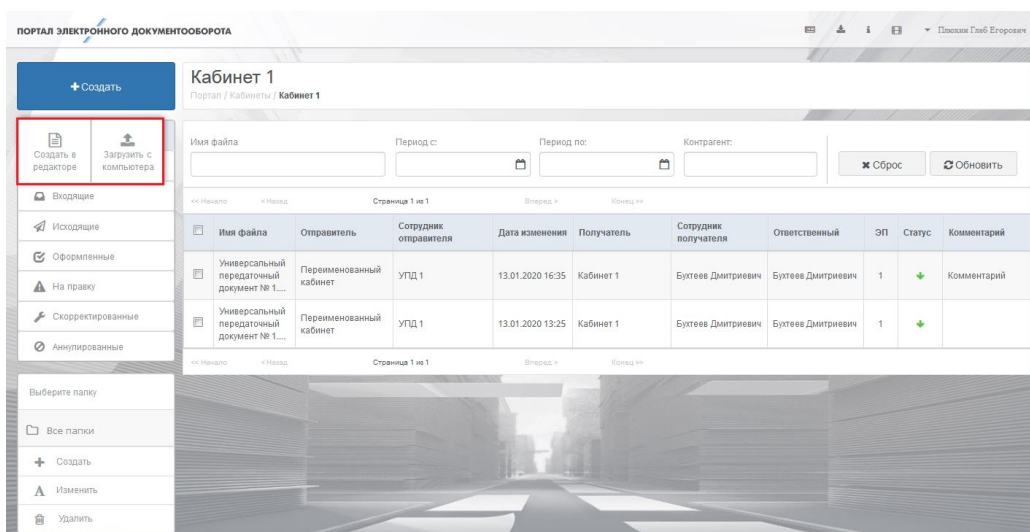 ПОРТАЛ ЭЛЕКТРОННОГО ДОКУМЕНТООБОРОТА
Плюхин Глеб Егорович
Создать
Кабинет 1
Портал / Кабинеты / Кабинет 1
Создать в редакторе
Загрузить с компьютера
Имя файла
Период с:
Период по:
Контрагент:
Сброс
Обновить
Входящие
Исходящие
Оформленные
На правку
Скорректированные
Аннулированные
<< Начало < Назад Страница 1 из 1 Вперед > Конец >>
Имя файла Отправитель Сотрудник отправителя Дата изменения Получатель Сотрудник получателя Ответственный ЭП Статус Комментарий
Универсальный передаточный документ № 1.... Переименованный кабинет УПД 1 13.01.2020 16:35 Кабинет 1 Бухтеев Дмитриевич Бухтеев Дмитриевич 1 Комментарий
Универсальный передаточный документ № 1.... Переименованный кабинет УПД 1 13.01.2020 13:25 Кабинет 1 Бухтеев Дмитриевич Бухтеев Дмитриевич 1
<< Начало < Назад Страница 1 из 1 Вперед > Конец >>
Выберите папку
Все папки
Создать
Изменить
Удалить